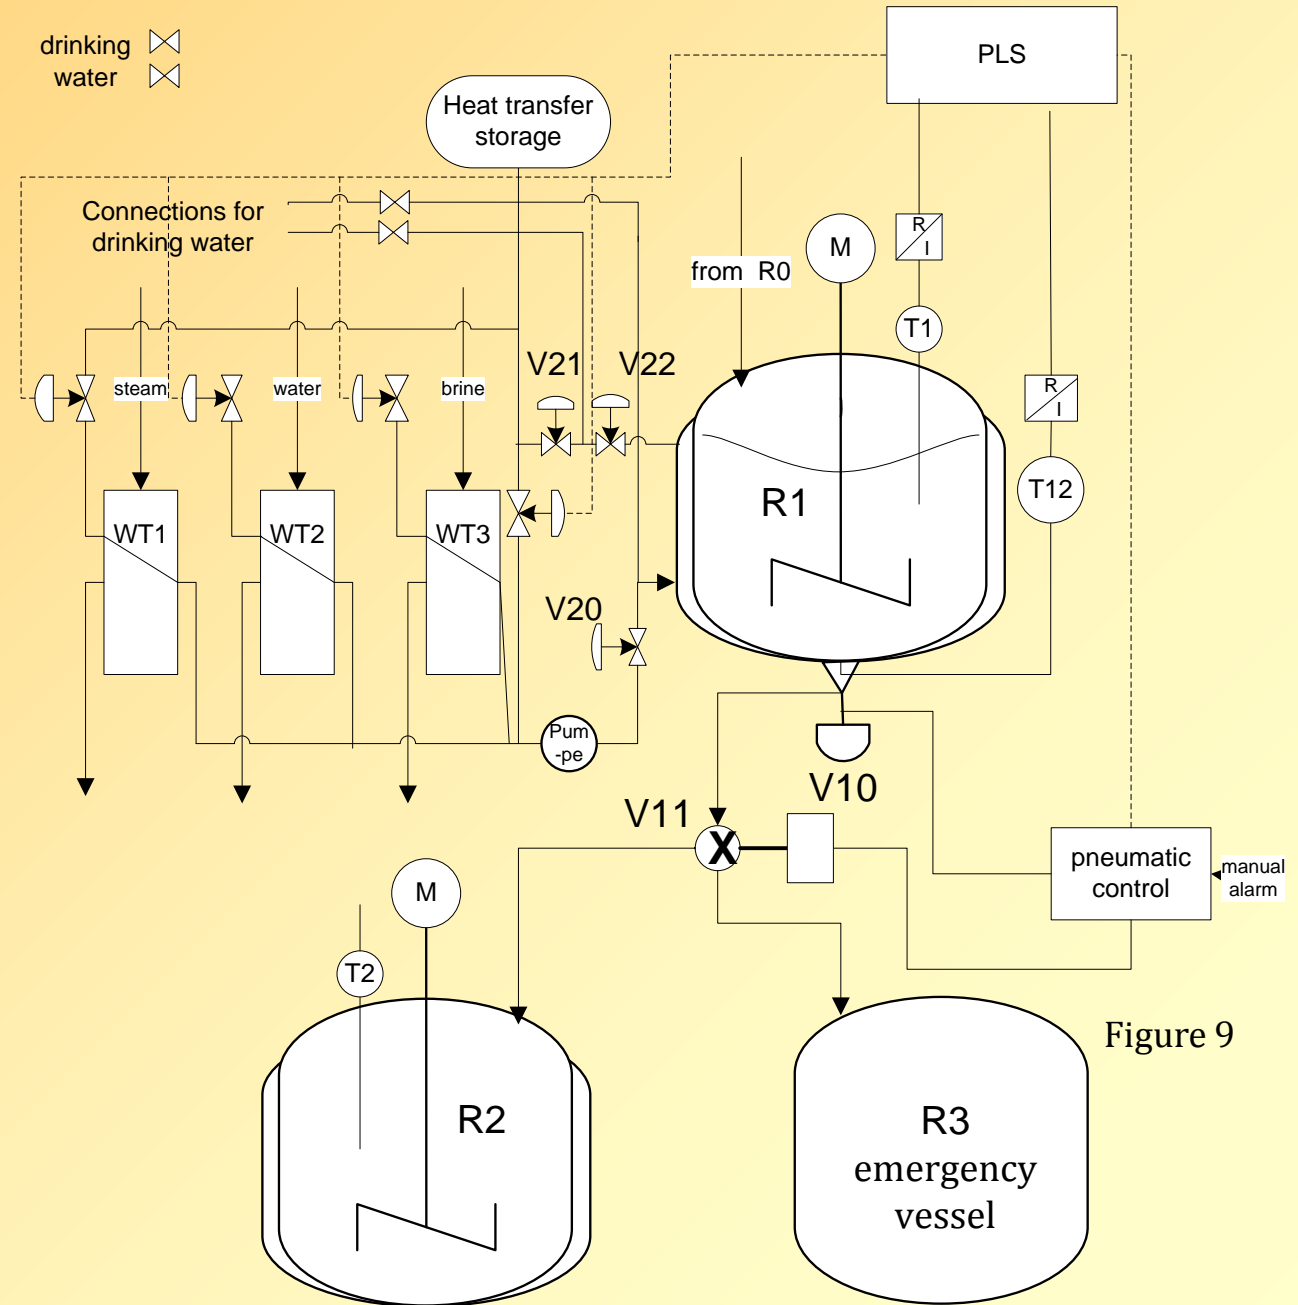 drinking
water
PLS
Heat transfer
storage
Connections for
drinking water
M
R
I
from R0
T1
V21
V22
steam
water
brine
R
I
T12
R1
WT1
WT2
WT3
V20
Pum
-pe
V10
V11
X
pneumatic
control
manual
alarm
M
T2
Figure 9
R2
R3
emergency
vessel